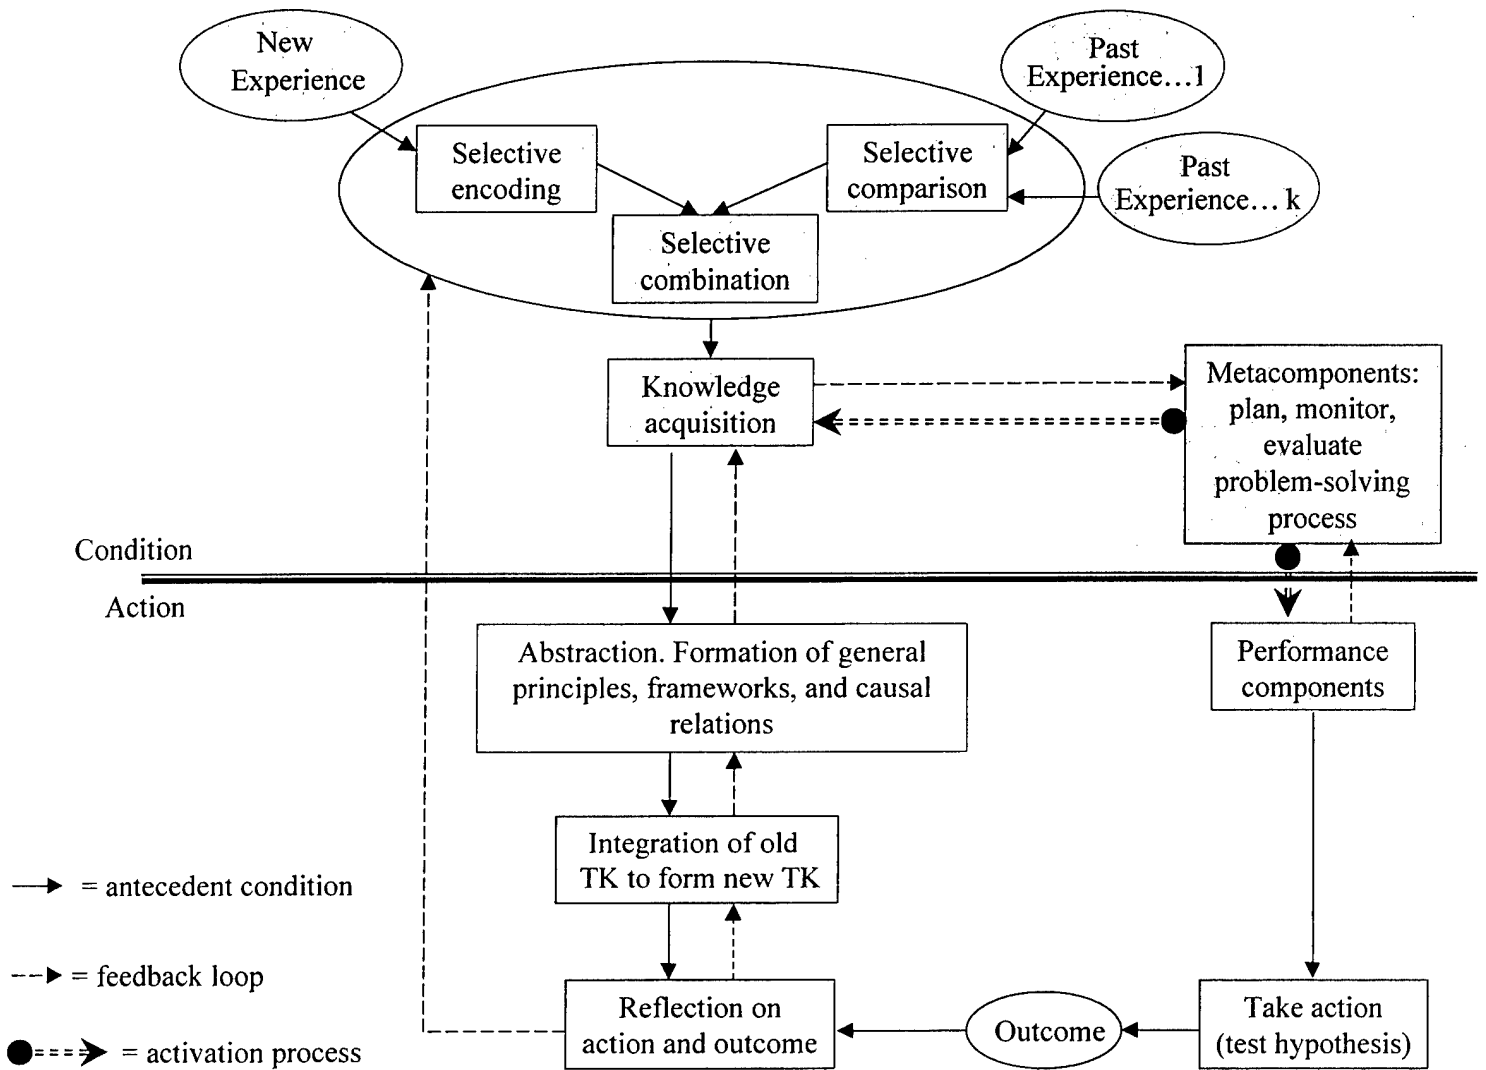 New
Experience
Past
Experience...1
Selective
encoding
Selective
comparison
Past
Experience... k
Selective
combination
Knowledge
acquisition
Metacomponents:
plan, monitor,
evaluate
problem-solving
process
Condition
Action
Abstraction. Formation of general
principles, frameworks, and causal
relations
Performance
components
Integration of old
TK to form new TK
= antecedent condition
= feedback loop
= activation process
Reflection on
action and outcome
Outcome
Take action
(test hypothesis)